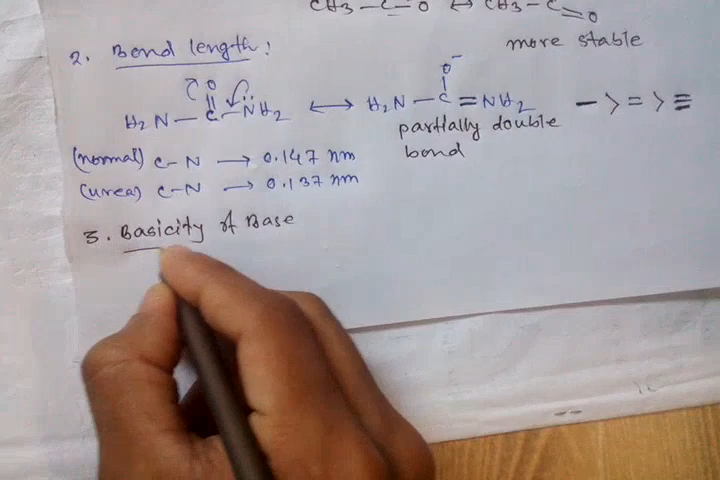 CH3 – C – O ↔ CH3 – C = O
more stable
2. Bond length:
O O⁻
H2N – C – N̈H2 ↔ H2N – C = NH2 – > = > ≡
partially double
bond
(normal) C – N → 0.147 nm
(urea) C – N → 0.137 nm
3. Basicity of Base